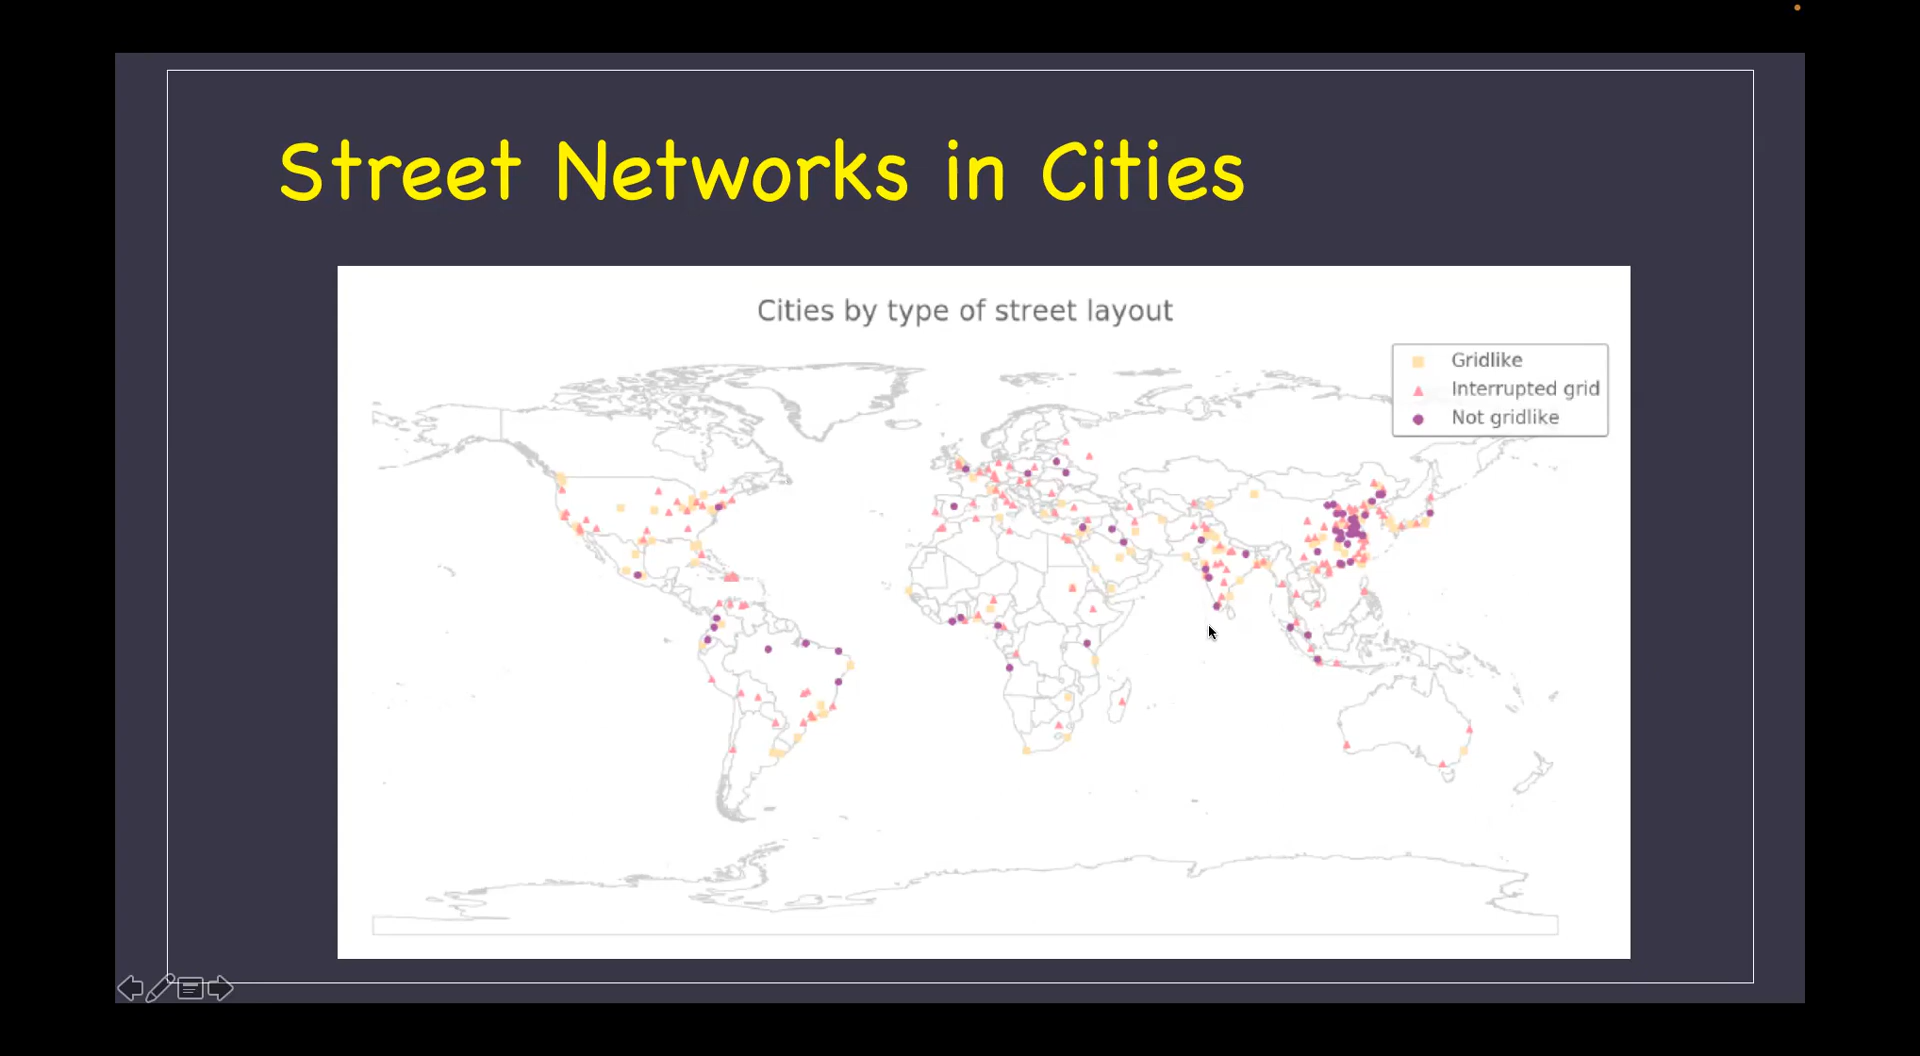 Street Networks in Cities
Cities by type of street layout
Gridlike
Interrupted grid
Not gridlike